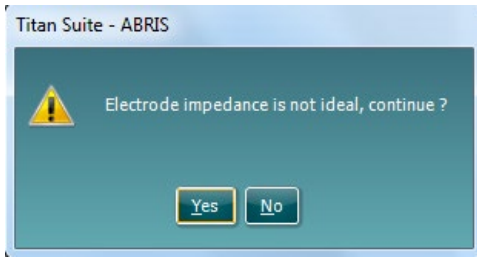 Titan Suite - ABRIS
Electrode impedance is not ideal, continue ?
Yes No